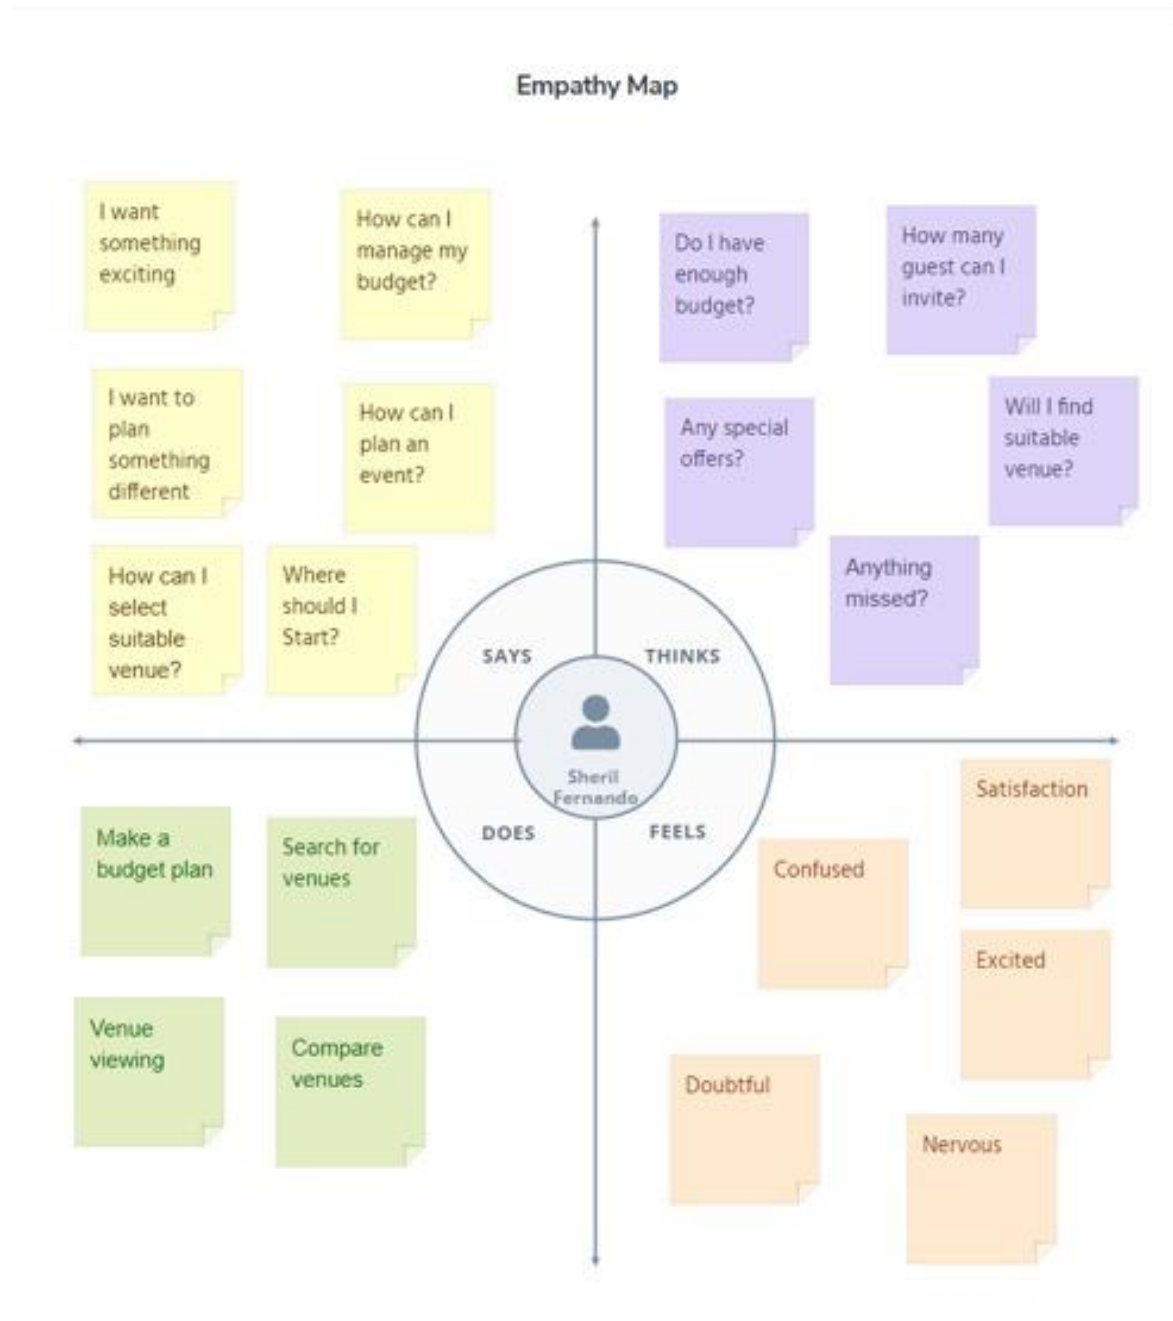 Empathy Map
I want
something
exciting
How can I
manage my
budget?
I want to
plan
something
different
How can I
plan an
event?
How can I
select
suitable
venue?
Where
should I
Start?
Do I have
enough
budget?
How many
guest can I
invite?
Any special
offers?
Will I find
suitable
venue?
Anything
missed?
SAYS
THINKS
Sheril
Fernando
DOES
FEELS
Make a
budget plan
Search for
venues
Venue
viewing
Compare
venues
Satisfaction
Confused
Excited
Doubtful
Nervous